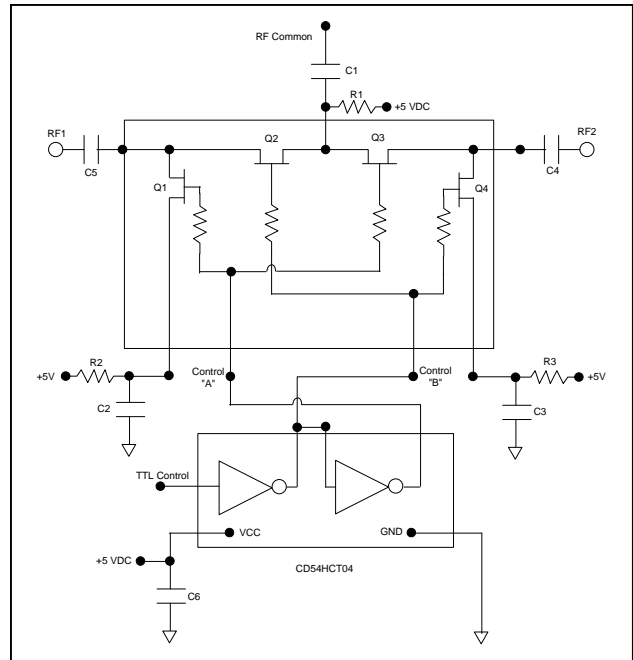 RF Common
C1
R1
+5 VDC
RF1
C5
Q2
Q3
C4
RF2
Q1
Q4
+5V
R2
C2
Control
"A"
Control
"B"
R3
+5V
C3
TTL Control
VCC
GND
+5 VDC
CD54HCT04
C6